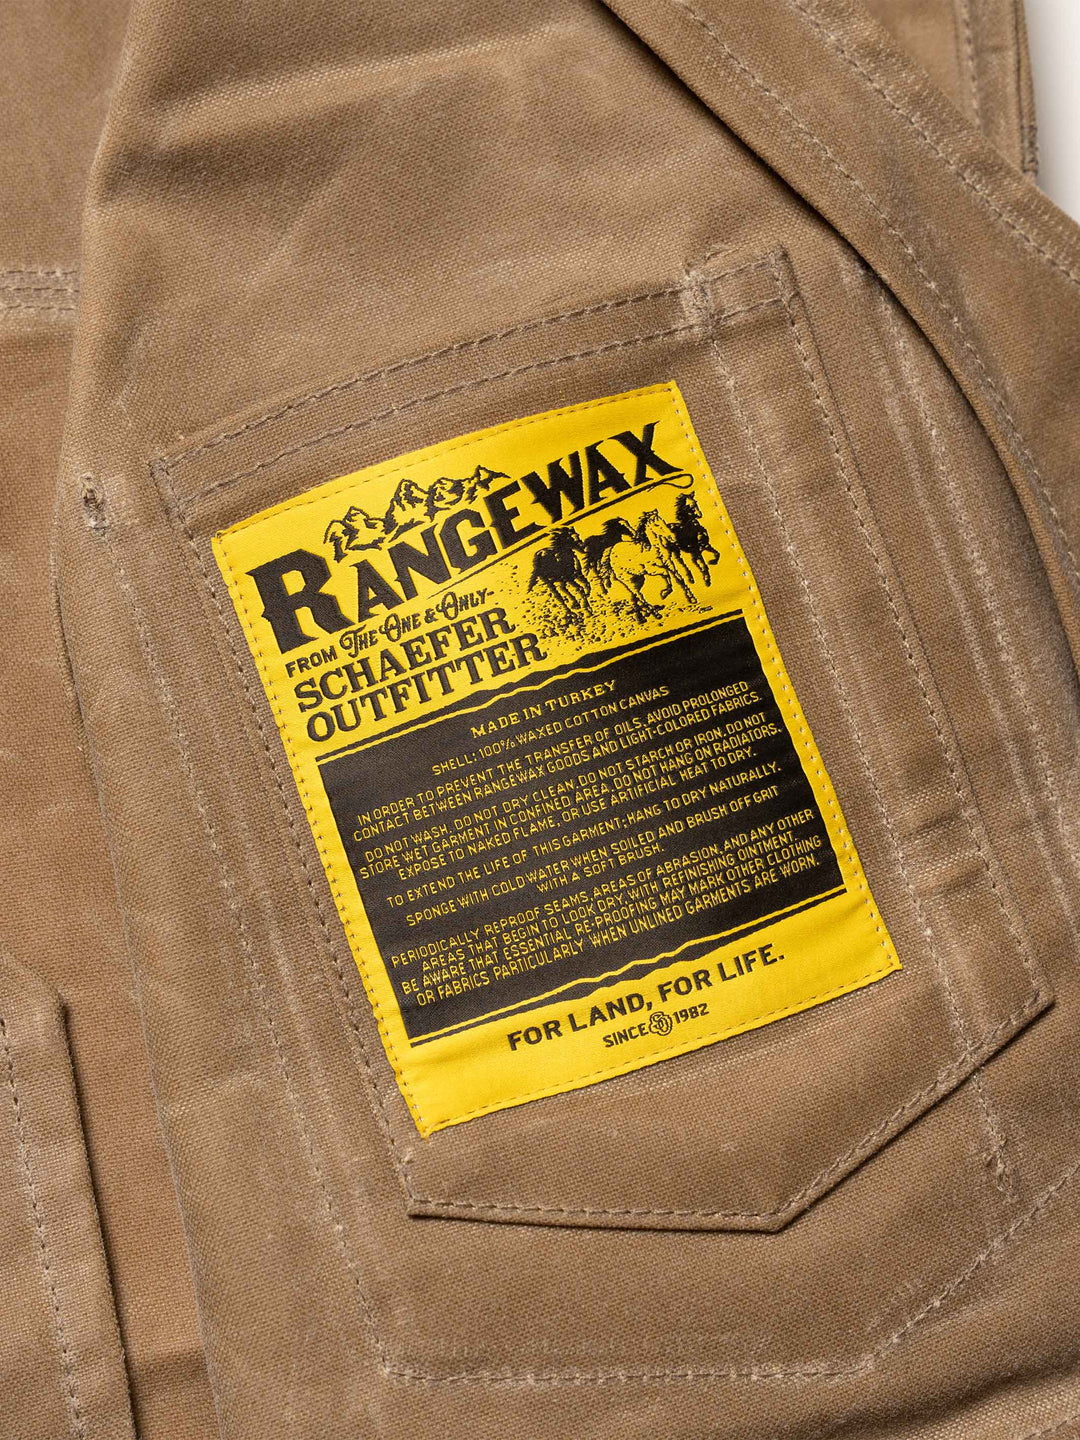 RANGEWAX
FROM THE ONE & ONLY-
SCHAEFER
OUTFITTER
MADE IN TURKEY
SHELL: 100% WAXED COTTON CANVAS
IN ORDER TO PREVENT THE TRANSFER OF OILS, AVOID PROLONGED
CONTACT BETWEEN RANGEWAX GOODS AND LIGHT-COLORED FABRICS.
DO NOT WASH, DO NOT DRY CLEAN, DO NOT STARCH OR IRON, DO NOT
STORE WET GARMENT IN CONFINED AREA, DO NOT HANG ON RADIATORS,
EXPOSE TO NAKED FLAME, OR USE ARTIFICIAL HEAT TO DRY.
TO EXTEND THE LIFE OF THIS GARMENT; HANG TO DRY NATURALLY.
SPONGE WITH COLD WATER WHEN SOILED AND BRUSH OFF GRIT
WITH A SOFT BRUSH.
PERIODICALLY REPROOF SEAMS, AREAS OF ABRASION, AND ANY OTHER
AREAS THAT BEGIN TO LOOK DRY, WITH REFINISHING OINTMENT.
BE AWARE THAT ESSENTIAL RE-PROOFING MAY MARK OTHER CLOTHING
OR FABRICS PARTICULARLY WHEN UNLINED GARMENTS ARE WORN.
FOR LAND, FOR LIFE.
SINCE SO 1982